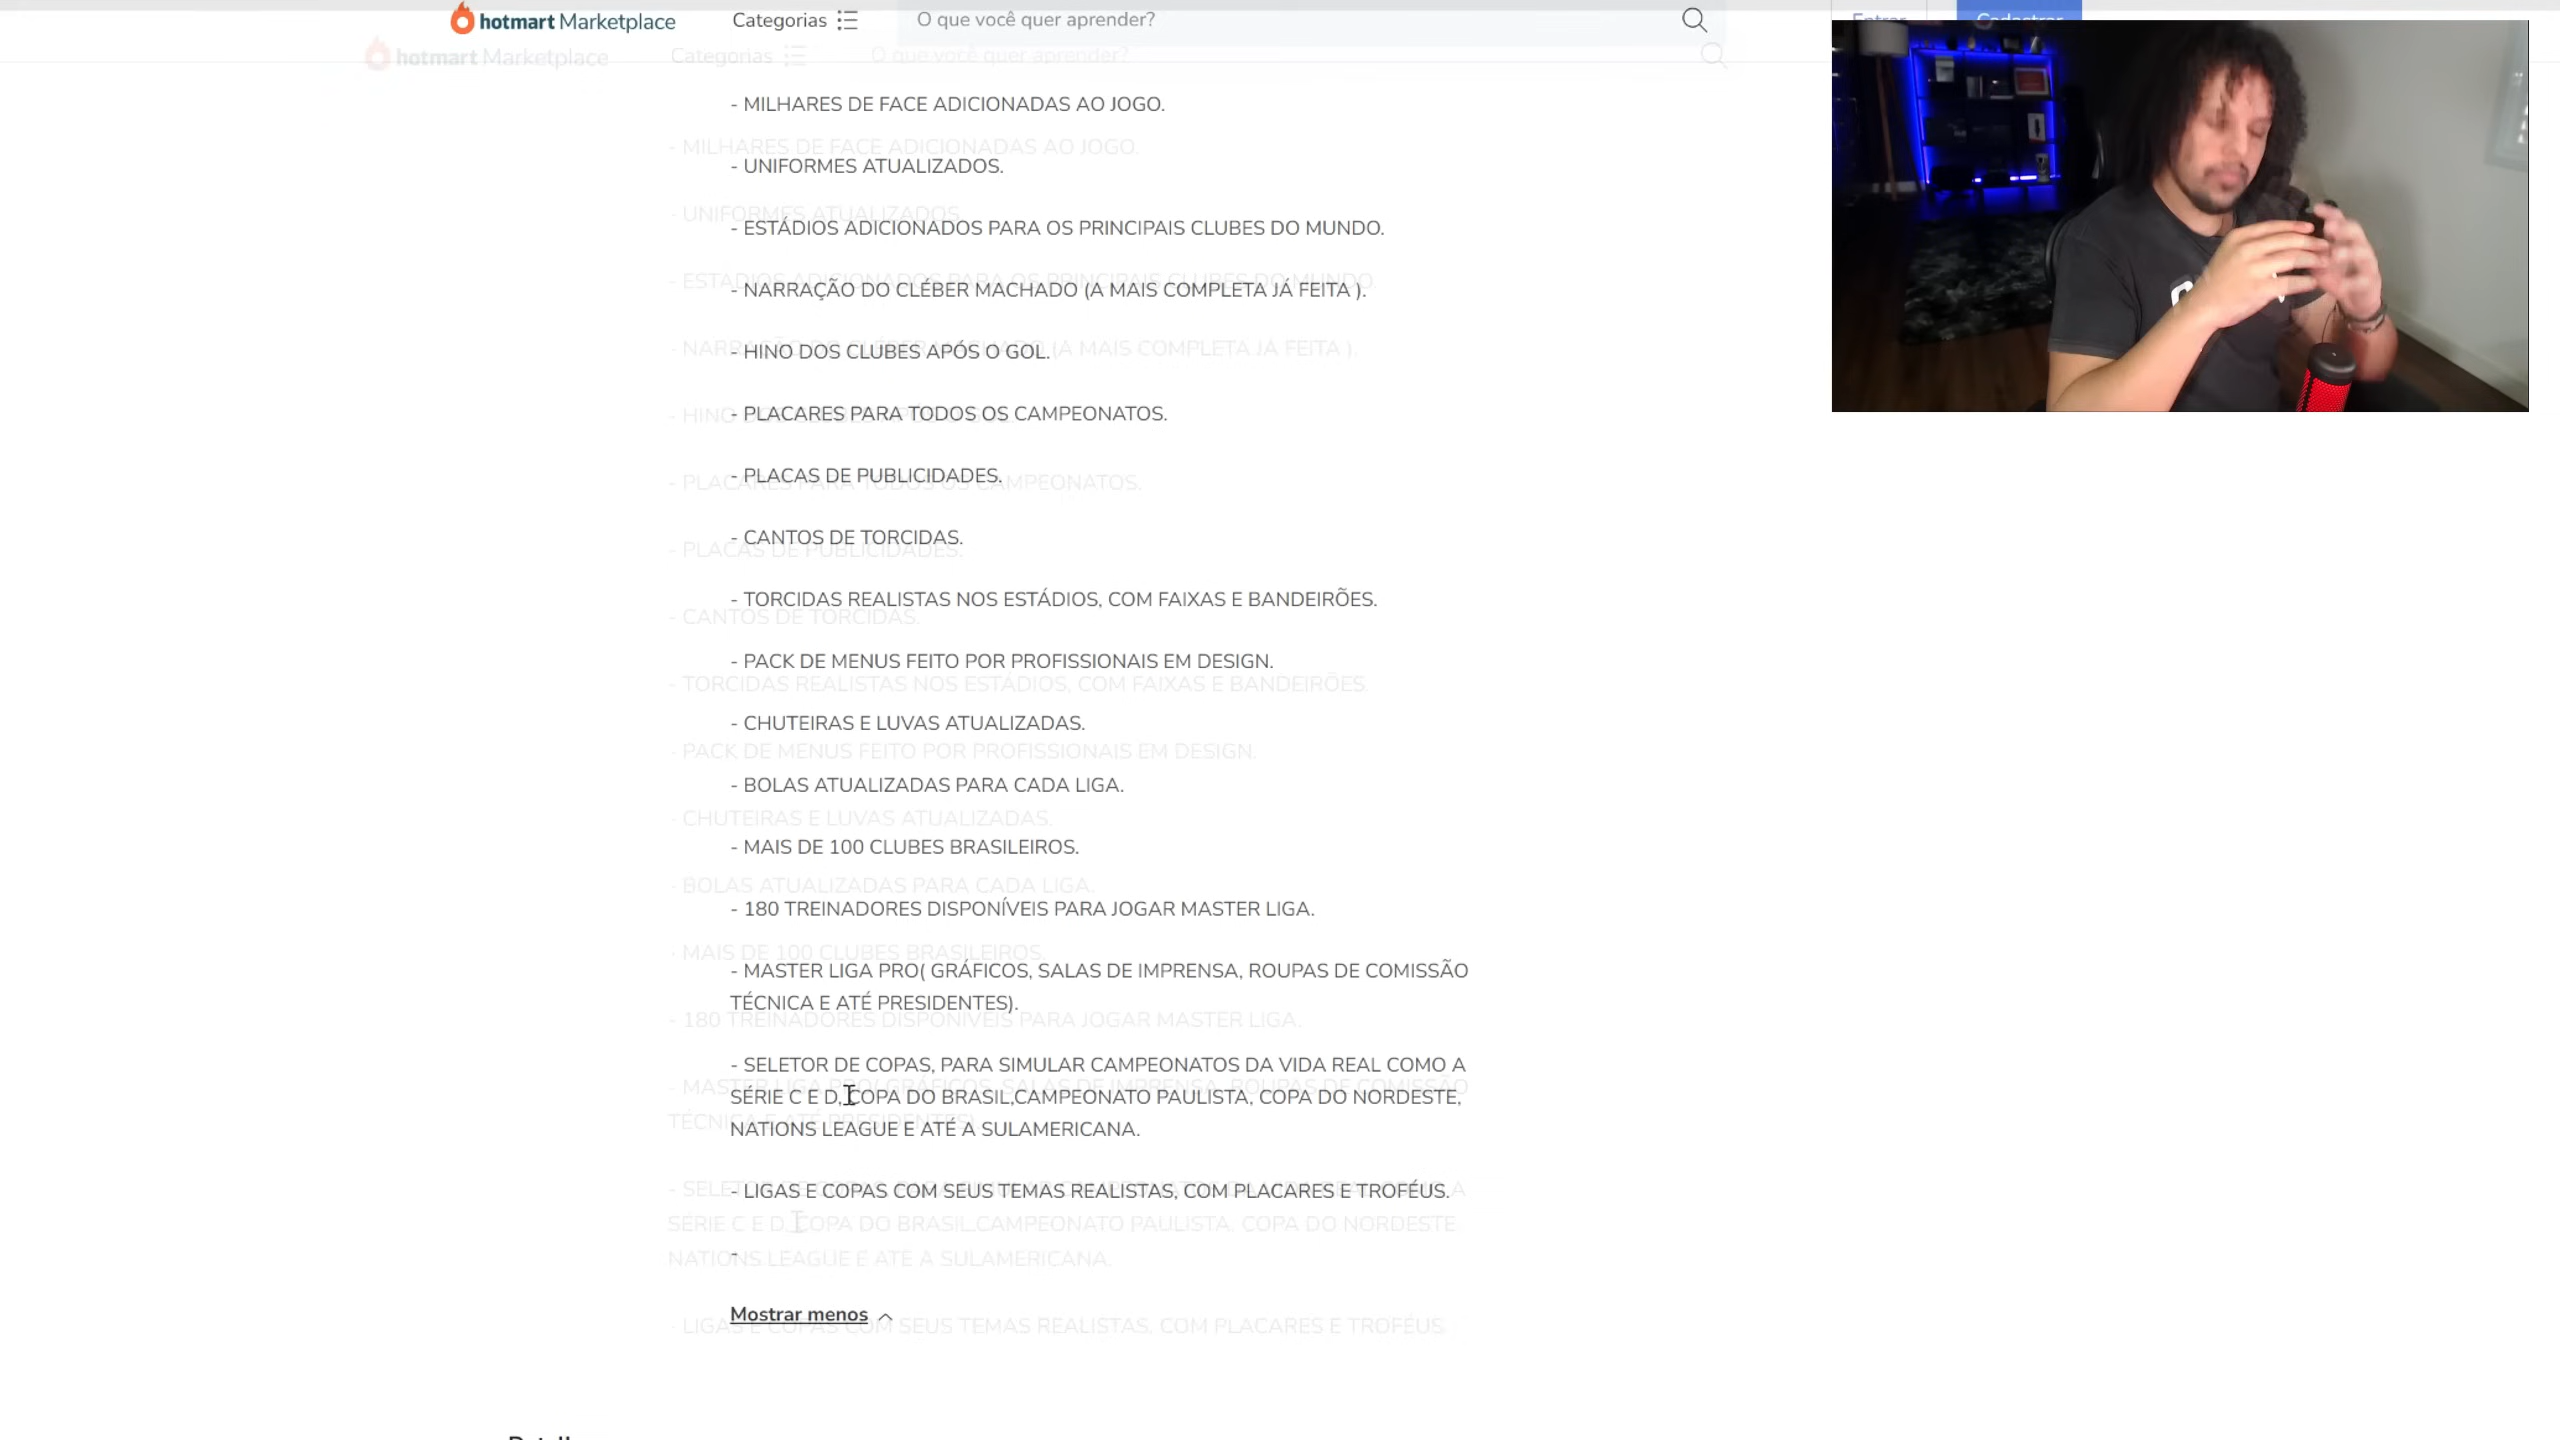 hotmart Marketplace
Categorias
O que você quer aprender?
Entrar
Cadastrar
- MILHARES DE FACE ADICIONADAS AO JOGO.
- UNIFORMES ATUALIZADOS.
- ESTÁDIOS ADICIONADOS PARA OS PRINCIPAIS CLUBES DO MUNDO.
- NARRAÇÃO DO CLÉBER MACHADO (A MAIS COMPLETA JÁ FEITA ).
- HINO DOS CLUBES APÓS O GOL.
- PLACARES PARA TODOS OS CAMPEONATOS.
- PLACAS DE PUBLICIDADES.
- CANTOS DE TORCIDAS.
- TORCIDAS REALISTAS NOS ESTÁDIOS, COM FAIXAS E BANDEIRÕES.
- PACK DE MENUS FEITO POR PROFISSIONAIS EM DESIGN.
- CHUTEIRAS E LUVAS ATUALIZADAS.
- BOLAS ATUALIZADAS PARA CADA LIGA.
- MAIS DE 100 CLUBES BRASILEIROS.
- 180 TREINADORES DISPONÍVEIS PARA JOGAR MASTER LIGA.
- MASTER LIGA PRO( GRÁFICOS, SALAS DE IMPRENSA, ROUPAS DE COMISSÃO
TÉCNICA E ATÉ PRESIDENTES).
- SELETOR DE COPAS, PARA SIMULAR CAMPEONATOS DA VIDA REAL COMO A
SÉRIE C E D, COPA DO BRASIL,CAMPEONATO PAULISTA, COPA DO NORDESTE,
NATIONS LEAGUE E ATÉ A SULAMERICANA.
- LIGAS E COPAS COM SEUS TEMAS REALISTAS, COM PLACARES E TROFÉUS.
-
Mostrar menos